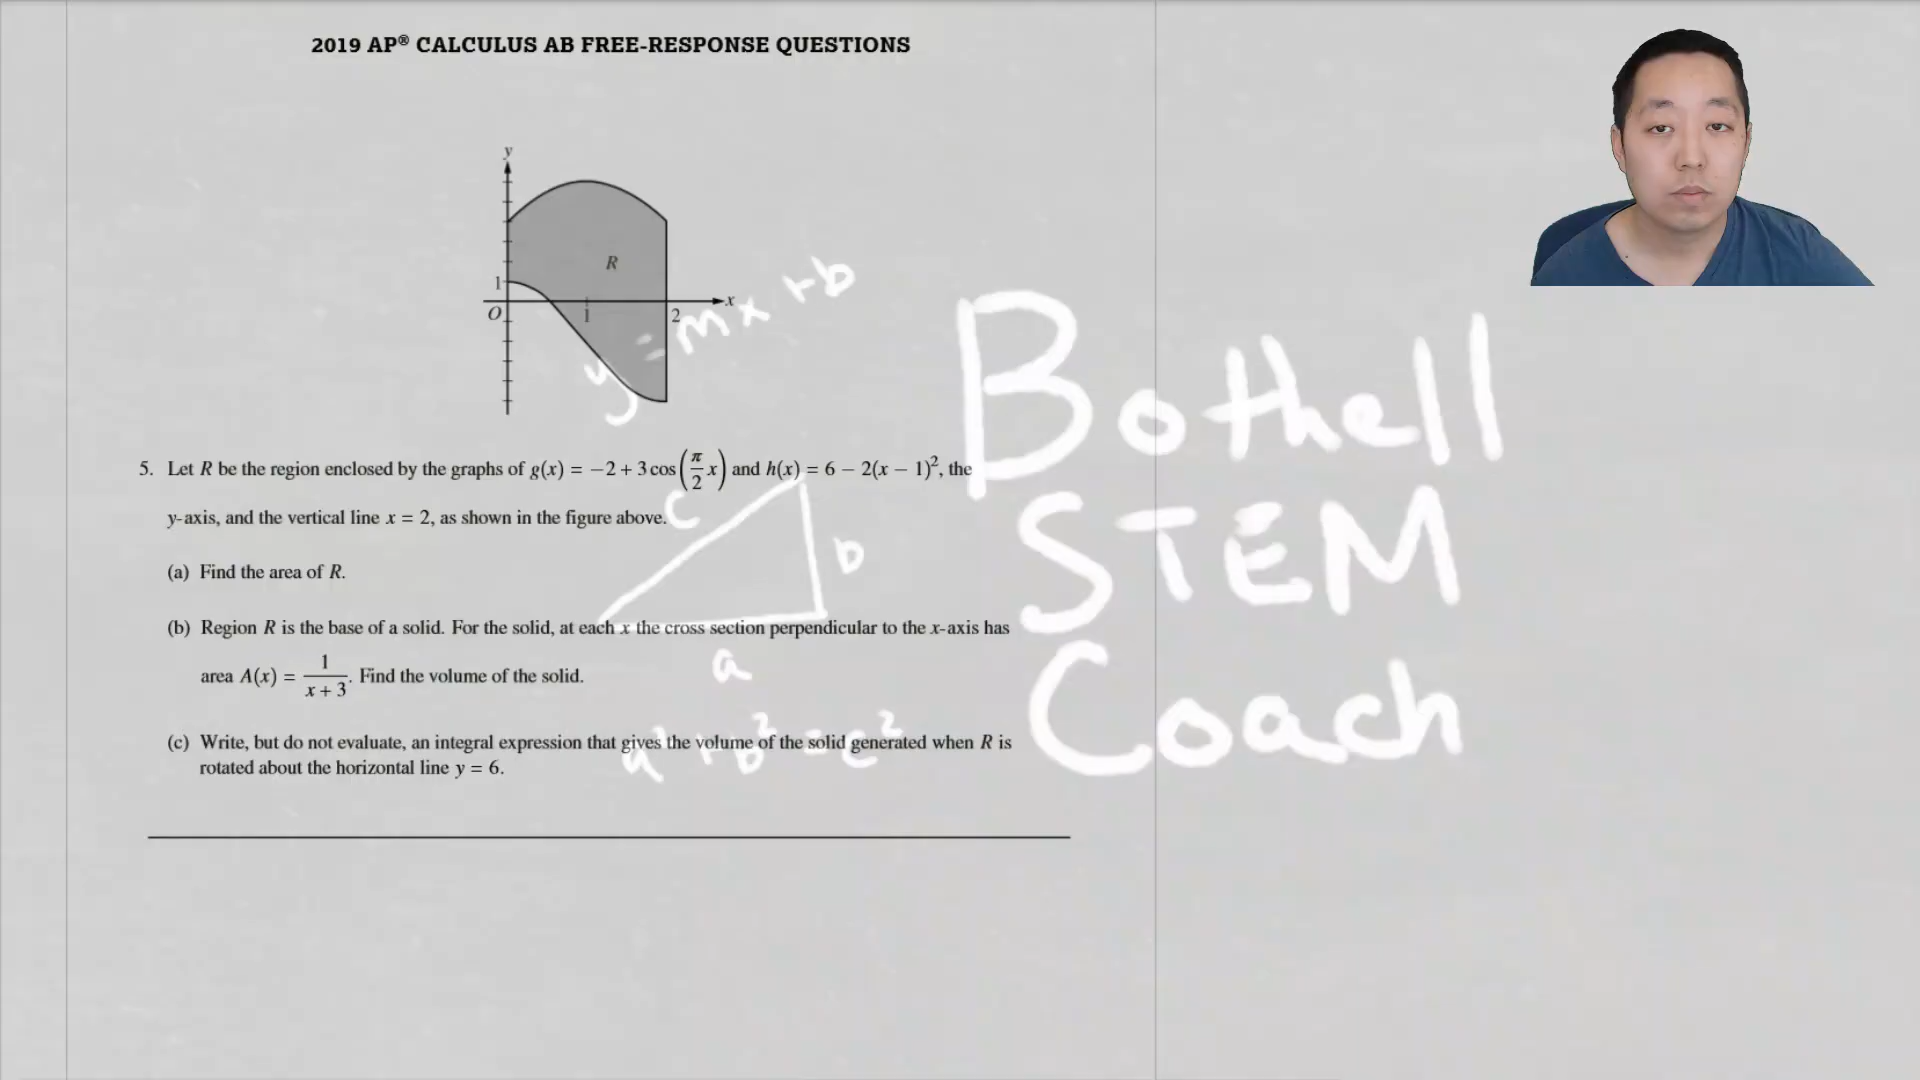 2019 AP® CALCULUS AB FREE-RESPONSE QUESTIONS
y
R
1
O
1
2
x
y = mx + b
5. Let R be the region enclosed by the graphs of g(x) = −2 + 3 cos(π/2 x) and h(x) = 6 − 2(x − 1)², the
y-axis, and the vertical line x = 2, as shown in the figure above.
(a) Find the area of R.
(b) Region R is the base of a solid. For the solid, at each x the cross section perpendicular to the x-axis has
area A(x) = 1/(x + 3). Find the volume of the solid.
(c) Write, but do not evaluate, an integral expression that gives the volume of the solid generated when R is
rotated about the horizontal line y = 6.
c
b
a
a² + b² = c²
Bothell
STEM
Coach